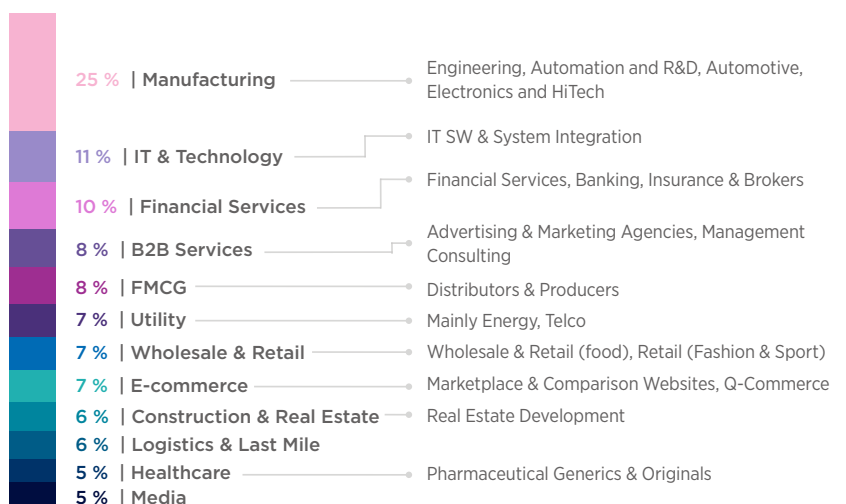 25 % | Manufacturing
Engineering, Automation and R&D, Automotive,
Electronics and HiTech
11 % | IT & Technology
IT SW & System Integration
10 % | Financial Services
Financial Services, Banking, Insurance & Brokers
8 % | B2B Services
Advertising & Marketing Agencies, Management
Consulting
8 % | FMCG
Distributors & Producers
7 % | Utility
Mainly Energy, Telco
7 % | Wholesale & Retail
Wholesale & Retail (food), Retail (Fashion & Sport)
7 % | E-commerce
Marketplace & Comparison Websites, Q-Commerce
6 % | Construction & Real Estate
Real Estate Development
6 % | Logistics & Last Mile
5 % | Healthcare
Pharmaceutical Generics & Originals
5 % | Media